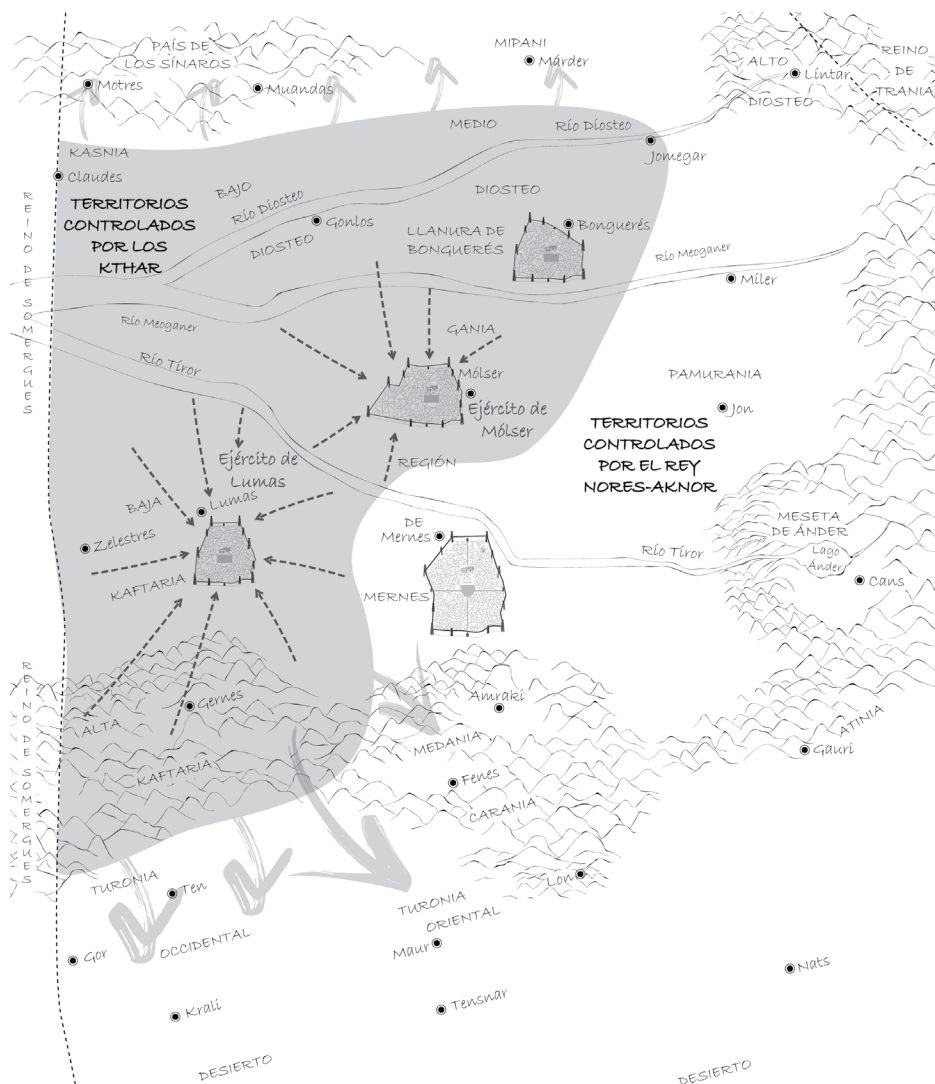 PAÍS DE
LOS SÍNAROS
Motres
Muandas
MIPANI
Márder
ALTO
Lintar
DIOSTEO
REINO
DE
TRANIA
MEDIO
Río Diosteo
Jomegar
KASNIA
Claudes
BAJO
Río Diosteo
DIOSTEO
Gonlos
DIOSTEO
LLANURA DE
BONGUERÉS
Bonguerés
TERRITORIOS
CONTROLADOS
POR LOS
KTHAR
REINO DE SOMERGUES
Río Meoganer
Míler
Río Meoganer
GANIA
Río Tíror
Mólser
Ejército de
Mólser
PAMURANIA
Jon
TERRITORIOS
CONTROLADOS
POR EL REY
NORES-AKNOR
REGIÓN
Ejército de
Lumas
Lumas
BAJA
Zelestres
KAFTARIA
DE
Mernes
MERNES
Río Tíror
MESETA
DE ÁNDER
Lago
Ánder
Cans
REINO DE SOMERGUES
Gernes
ALTA
KAFTARIA
Amraki
MEDANIA
Fenes
CARANIA
ATINIA
Gauri
TURONIA
Ten
OCCIDENTAL
Gor
Krali
TURONIA
ORIENTAL
Maur
Lon
Tensnar
Nats
DESIERTO
DESIERTO